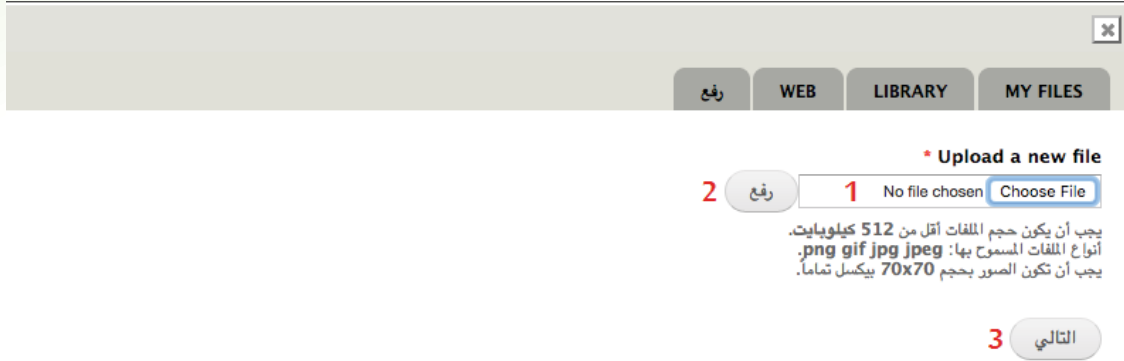 MY FILES
LIBRARY
WEB
رفع
Upload a new file *
Choose File No file chosen 1 رفع 2
يجب أن يكون حجم الملفات أقل من 512 كيلوبايت.
أنواع الملفات المسموح بها: png gif jpg jpeg.
يجب أن تكون الصور بحجم 70x70 بيكسل تماماً.
التالي 3